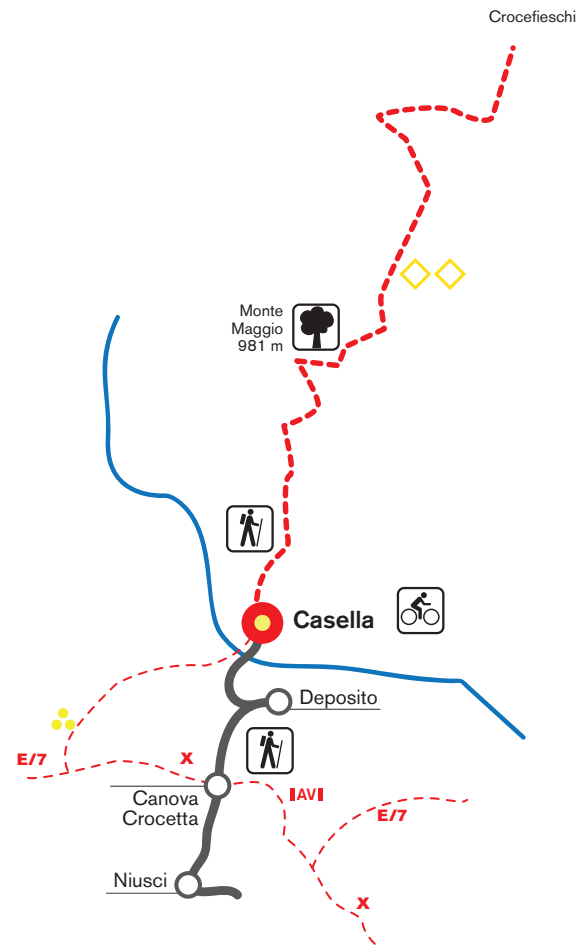 Crocefieschi
Monte
Maggio
981 m
Casella
Deposito
E/7
X
Canova
Crocetta
AV
E/7
Niusci
X